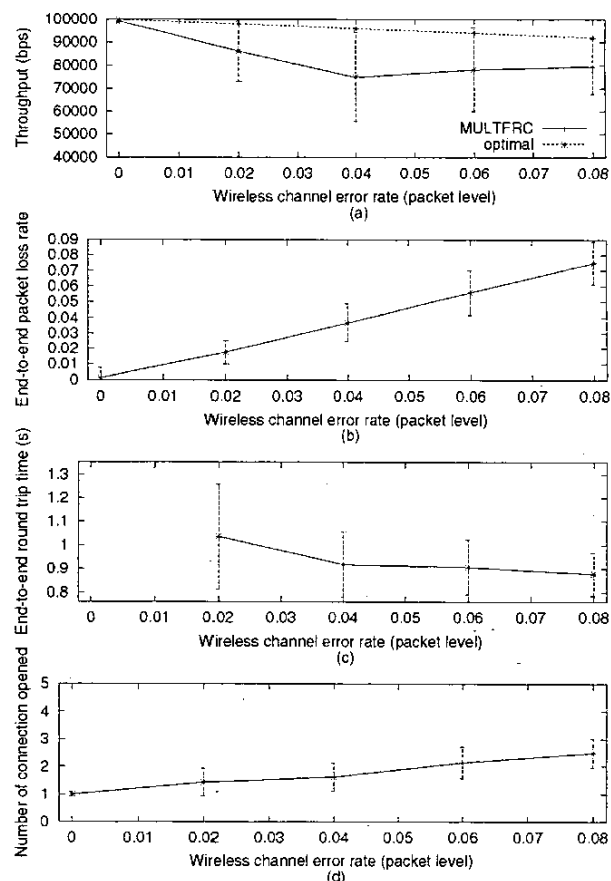 100000
90000
80000
70000
60000
50000
40000
Throughput (bps)
MULTFRC
optimal
0 0.01 0.02 0.03 0.04 0.05 0.06 0.07 0.08
Wireless channel error rate (packet level)
(a)
0.09
0.08
0.07
0.06
0.05
0.04
0.03
0.02
0.01
0
End-to-end packet loss rate
0 0.01 0.02 0.03 0.04 0.05 0.06 0.07 0.08
Wireless channel error rate (packet level)
(b)
1.3
1.2
1.1
1
0.9
0.8
End-to-end round trip time (s)
0 0.01 0.02 0.03 0.04 0.05 0.06 0.07 0.08
Wireless channel error rate (packet level)
(c)
5
4
3
2
1
0
Number of connection opened
0 0.01 0.02 0.03 0.04 0.05 0.06 0.07 0.08
Wireless channel error rate (packet level)
(d)